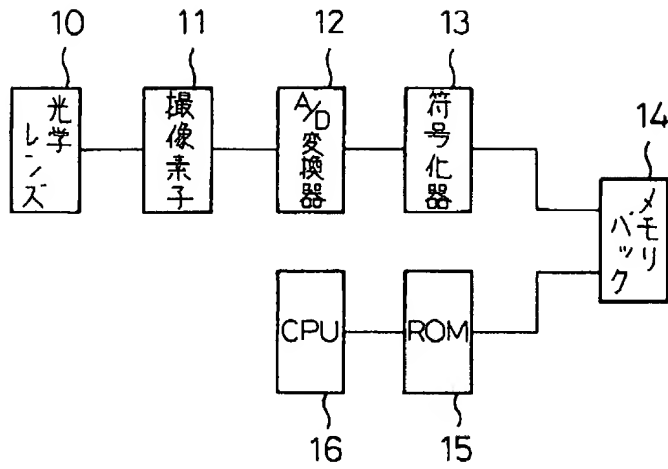 10
11
12
13
14
光学
レンズ
撮像素子
A/D
変換器
符号化器
メモリ
パック
CPU
ROM
16
15